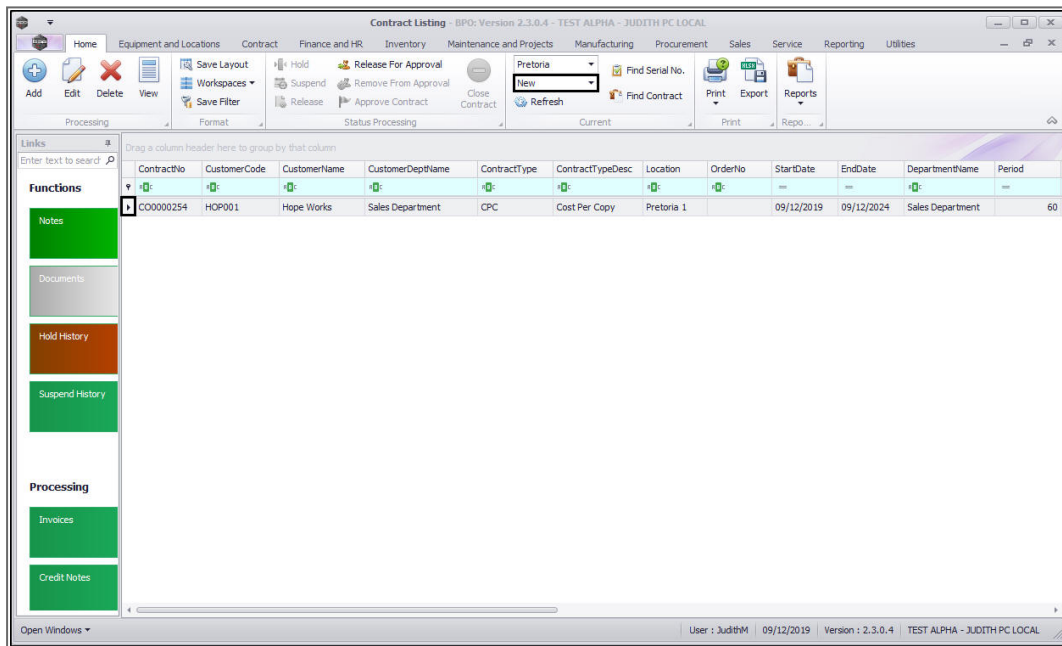 Contract Listing - BPO: Version 2.3.0.4 - TEST ALPHA - JUDITH PC LOCAL
Home Equipment and Locations Contract Finance and HR Inventory Maintenance and Projects Manufacturing Procurement Sales Service Reporting Utilities
Add Edit Delete View
Save Layout
Workspaces
Save Filter
Hold
Suspend
Release
Release For Approval
Remove From Approval
Approve Contract
Close
Contract
Pretoria
New
Refresh
Find Serial No.
Find Contract
Print Export
Reports
Processing Format Status Processing Current Print Repo...
Links
Enter text to search
Functions
Notes
Documents
Hold History
Suspend History
Processing
Invoices
Credit Notes
Drag a column header here to group by that column
ContractNo CustomerCode CustomerName CustomerDeptName ContractType ContractTypeDesc Location OrderNo StartDate EndDate DepartmentName Period
CO0000254 HOP001 Hope Works Sales Department CPC Cost Per Copy Pretoria 1 09/12/2019 09/12/2024 Sales Department 60
Open Windows User : JudithM 09/12/2019 Version : 2.3.0.4 TEST ALPHA - JUDITH PC LOCAL